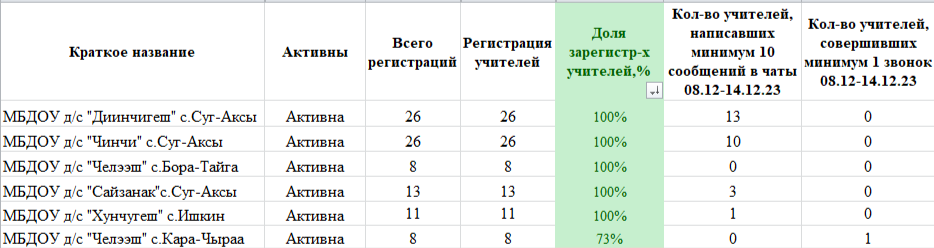 Краткое название | Активны | Всего регистраций | Регистрация учителей | Доля зарегистр-х учителей,% | Кол-во учителей, написавших минимум 10 сообщений в чаты 08.12-14.12.23 | Кол-во учителей, совершивших минимум 1 звонок 08.12-14.12.23
МБДОУ д/с "Диинчигеш" с.Суг-Аксы | Активна | 26 | 26 | 100% | 13 | 0
МБДОУ д/с "Чинчи" с.Суг-Аксы | Активна | 26 | 26 | 100% | 10 | 0
МБДОУ д/с "Челээш" с.Бора-Тайга | Активна | 8 | 8 | 100% | 0 | 0
МБДОУ д/с "Сайзанак"с.Суг-Аксы | Активна | 13 | 13 | 100% | 3 | 0
МБДОУ д/с "Хунчугеш" с.Ишкин | Активна | 11 | 11 | 100% | 1 | 0
МБДОУ д/с "Челээш" с.Кара-Чыраа | Активна | 8 | 8 | 73% | 0 | 1